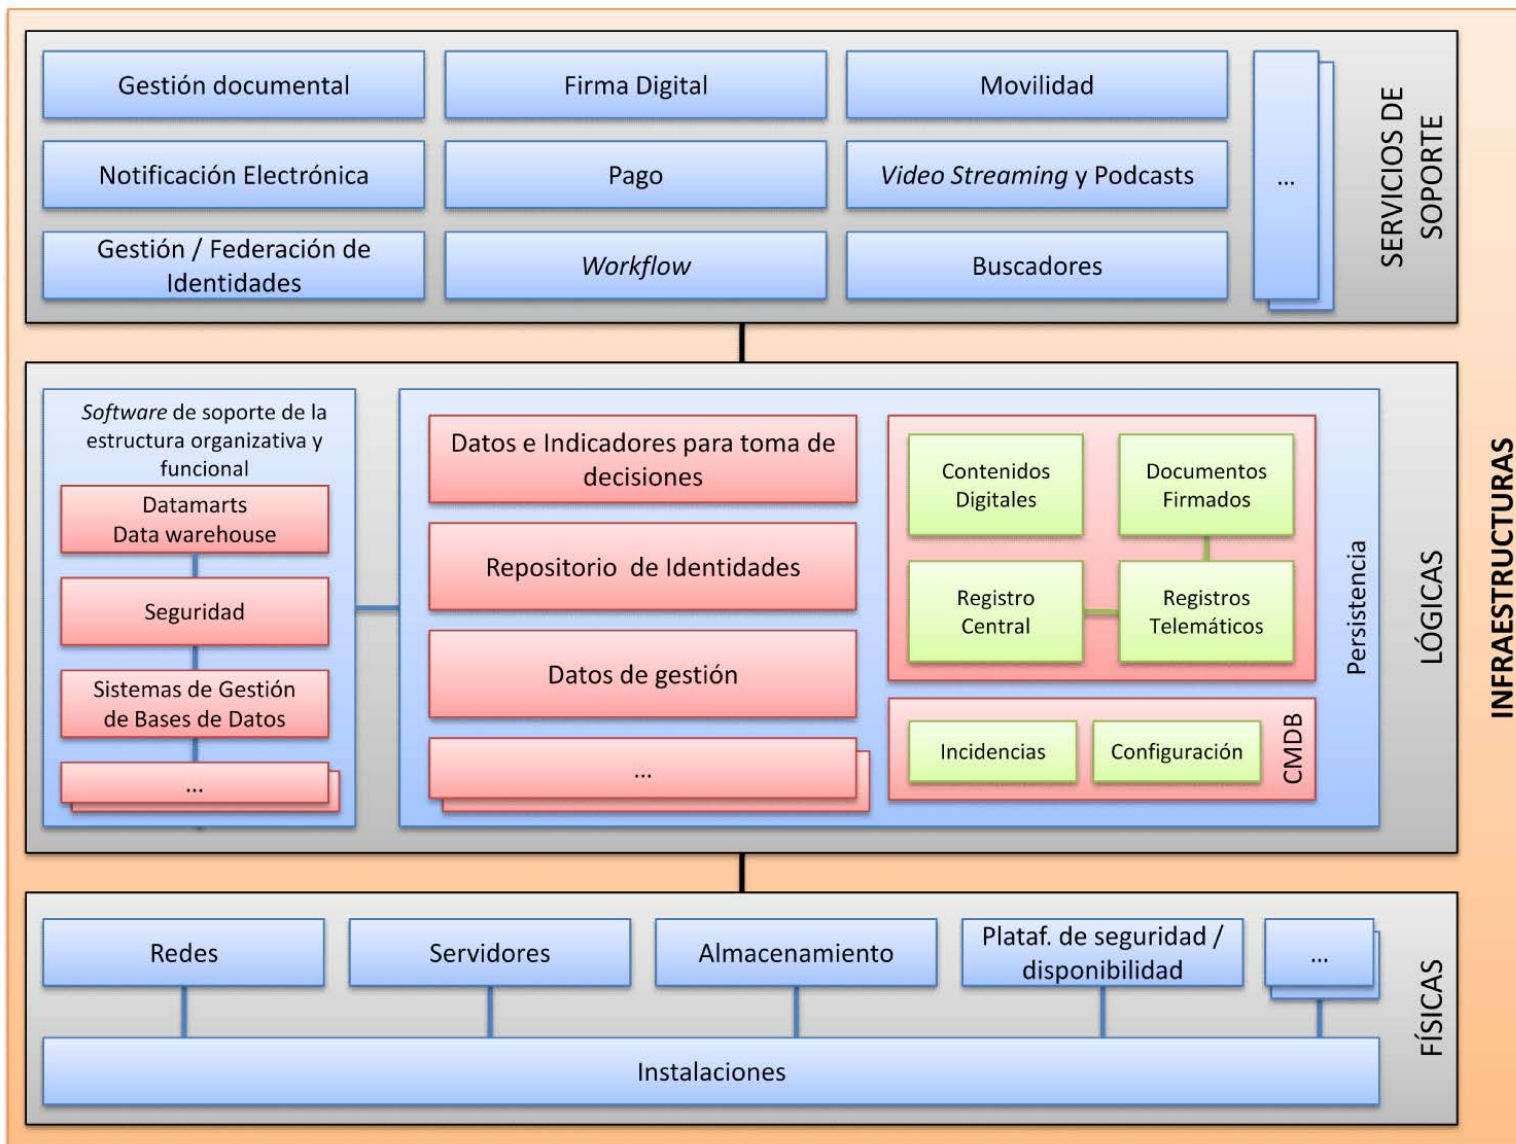 Gestión documental
Firma Digital
Movilidad
Notificación Electrónica
Pago
Video Streaming y Podcasts
Gestión / Federación de
Identidades
Workflow
Buscadores
...
SERVICIOS DE
SOPORTE
Software de soporte de la
estructura organizativa y
funcional
Datamarts
Data warehouse
Seguridad
Sistemas de Gestión
de Bases de Datos
...
Datos e Indicadores para toma de
decisiones
Repositorio de Identidades
Datos de gestión
...
Contenidos
Digitales
Documentos
Firmados
Registro
Central
Registros
Telemáticos
Incidencias
Configuración
CMDB
Persistencia
LÓGICAS
Redes
Servidores
Almacenamiento
Plataf. de seguridad /
disponibilidad
...
Instalaciones
FÍSICAS
INFRAESTRUCTURAS